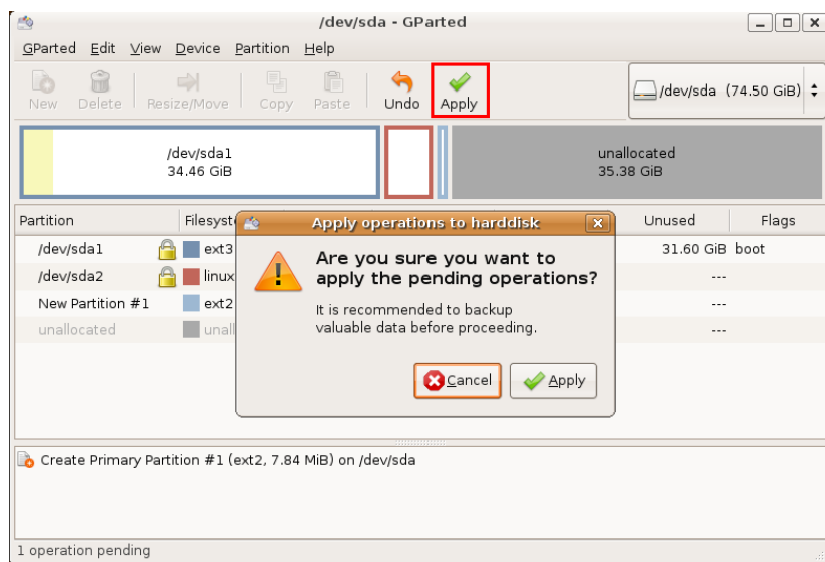 /dev/sda - GParted
GParted Edit View Device Partition Help
New Delete Resize/Move Copy Paste Undo Apply
/dev/sda (74.50 GiB)
/dev/sda1
34.46 GiB
unallocated
35.38 GiB
Partition Filesyst Unused Flags
Apply operations to harddisk
/dev/sda1 ext3 31.60 GiB boot
/dev/sda2 linux ---
New Partition #1 ext2 ---
unallocated unall ---
Are you sure you want to
apply the pending operations?
It is recommended to backup
valuable data before proceeding.
Cancel Apply
Create Primary Partition #1 (ext2, 7.84 MiB) on /dev/sda
1 operation pending